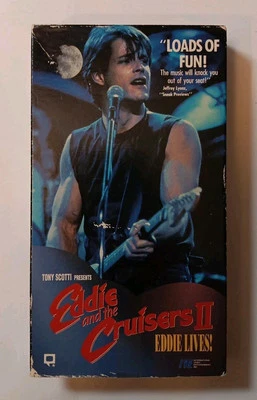 "LOADS OF
FUN!
The music will knock you
out of your seat!"
Jeffrey Lyons,
"Sneak Previews"
TONY SCOTTI PRESENTS
Eddie
and the
Cruisers II
EDDIE LIVES!